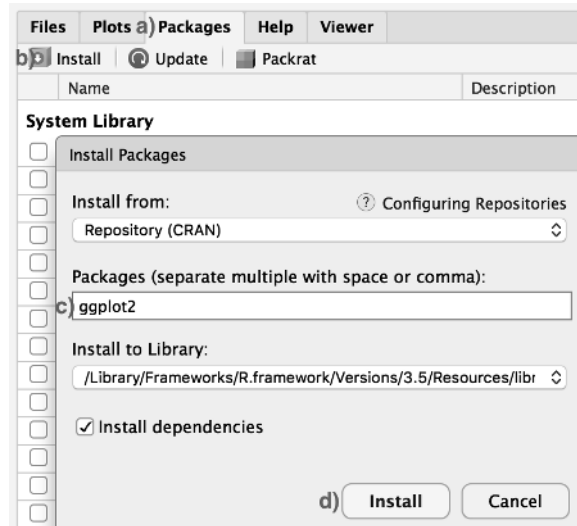 Files Plots a) Packages Help Viewer
b) Install Update Packrat
Name Description
System Library
Install Packages
Install from: ? Configuring Repositories
Repository (CRAN)
Packages (separate multiple with space or comma):
c) ggplot2
Install to Library:
/Library/Frameworks/R.framework/Versions/3.5/Resources/libr
Install dependencies
d) Install Cancel